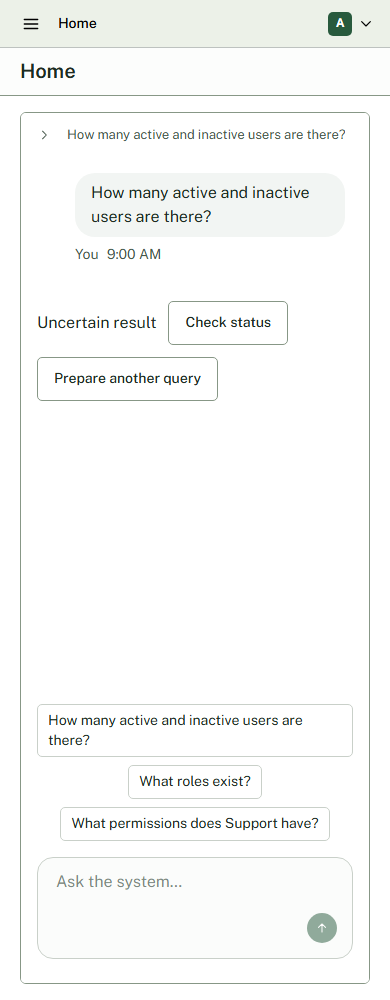 Home
A
Home
How many active and inactive users are there?
How many active and inactive
users are there?
You 9:00 AM
Uncertain result
Check status
Prepare another query
How many active and inactive users are
there?
What roles exist?
What permissions does Support have?
Ask the system...